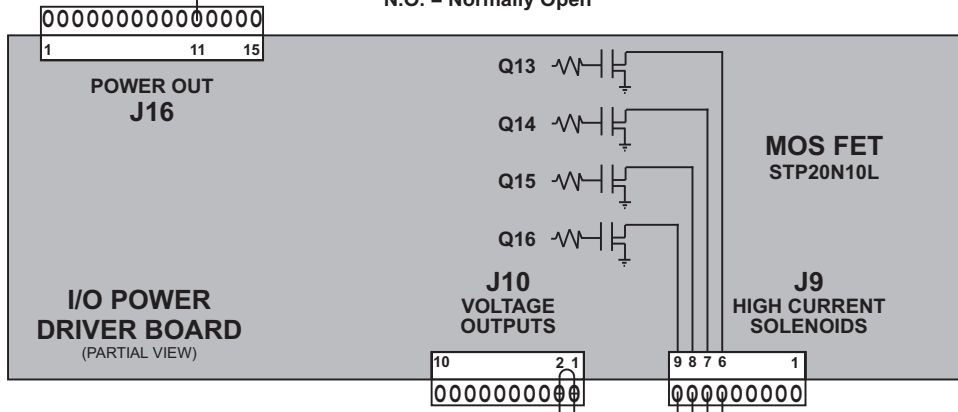 N.O. = Normally Open
1 11 15
POWER OUT
J16
Q13
Q14
Q15
Q16
MOS FET
STP20N10L
I/O POWER
DRIVER BOARD
(PARTIAL VIEW)
J10
VOLTAGE
OUTPUTS
10 2 1
J9
HIGH CURRENT
SOLENOIDS
9 8 7 6 1